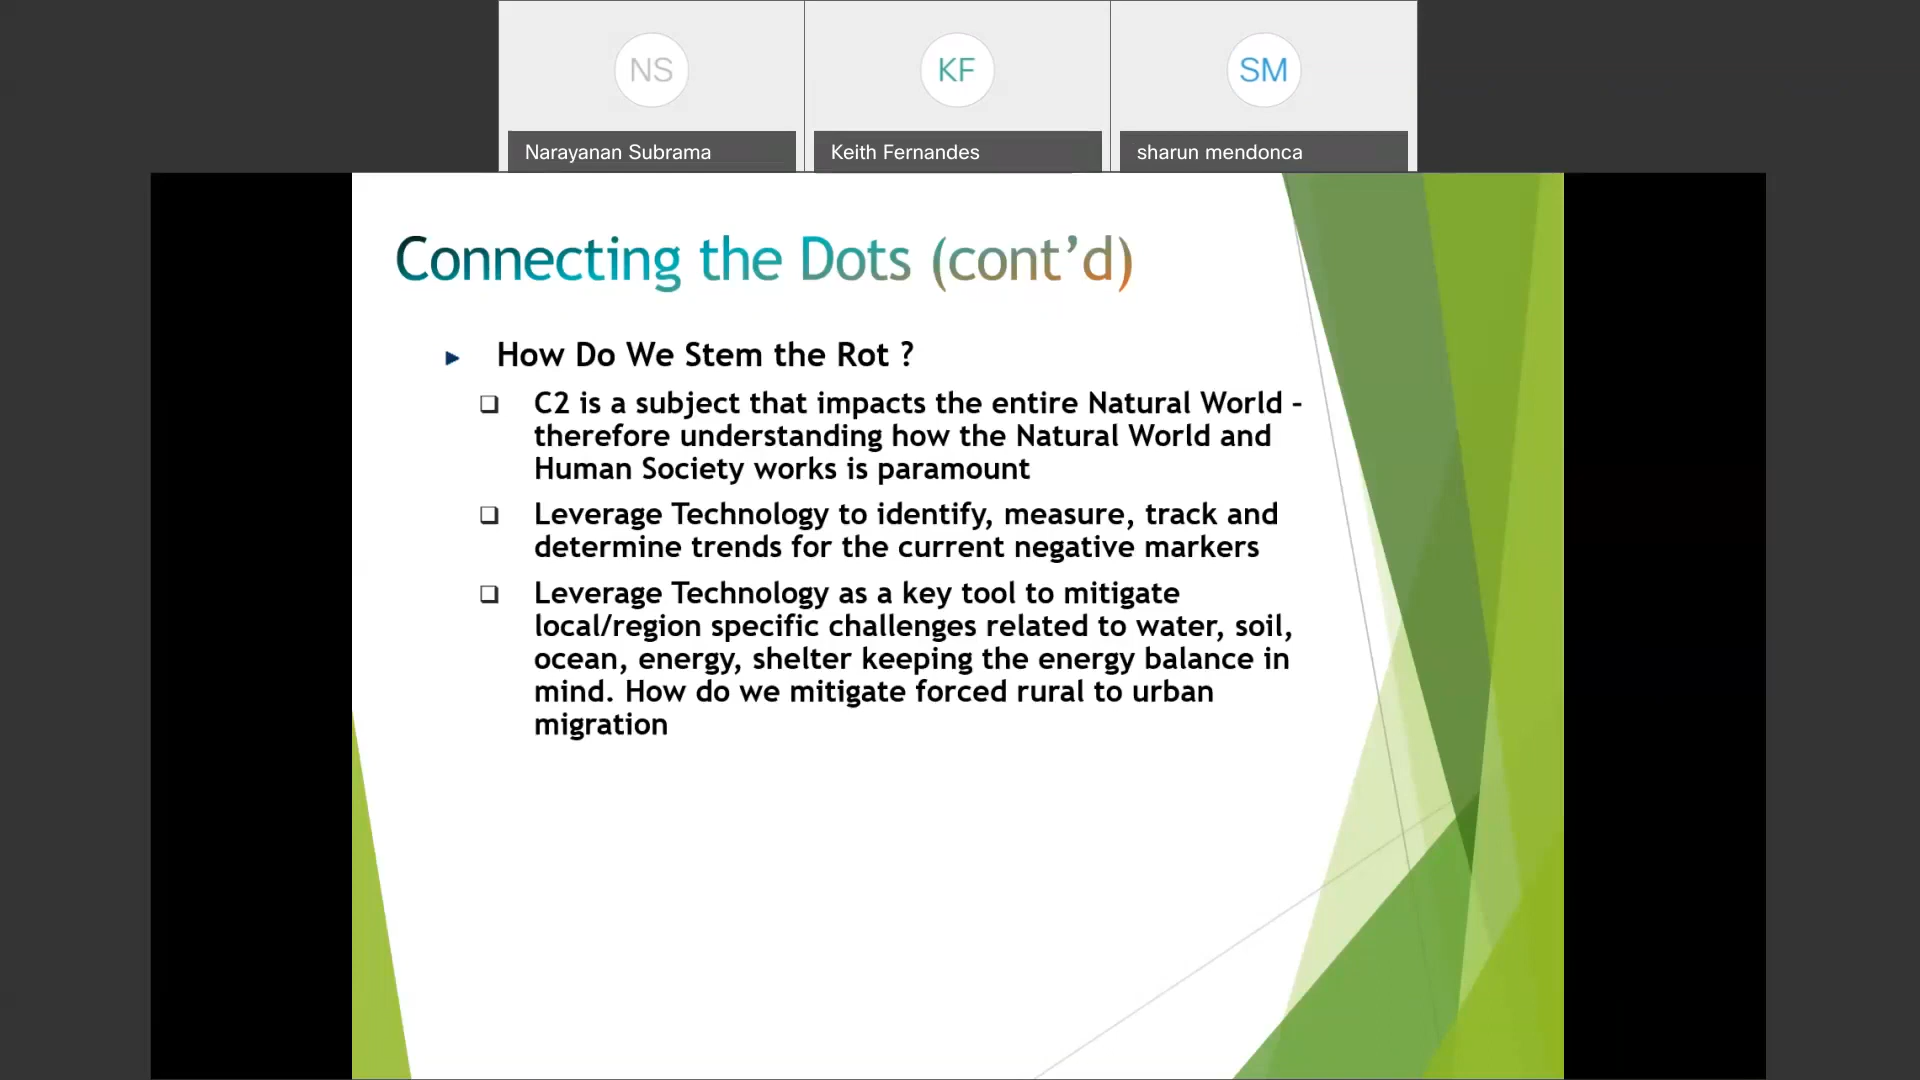 NS
KF
SM
Narayanan Subrama
Keith Fernandes
sharun mendonca
Connecting the Dots (cont’d)
How Do We Stem the Rot ?
C2 is a subject that impacts the entire Natural World –
therefore understanding how the Natural World and
Human Society works is paramount
Leverage Technology to identify, measure, track and
determine trends for the current negative markers
Leverage Technology as a key tool to mitigate
local/region specific challenges related to water, soil,
ocean, energy, shelter keeping the energy balance in
mind. How do we mitigate forced rural to urban
migration